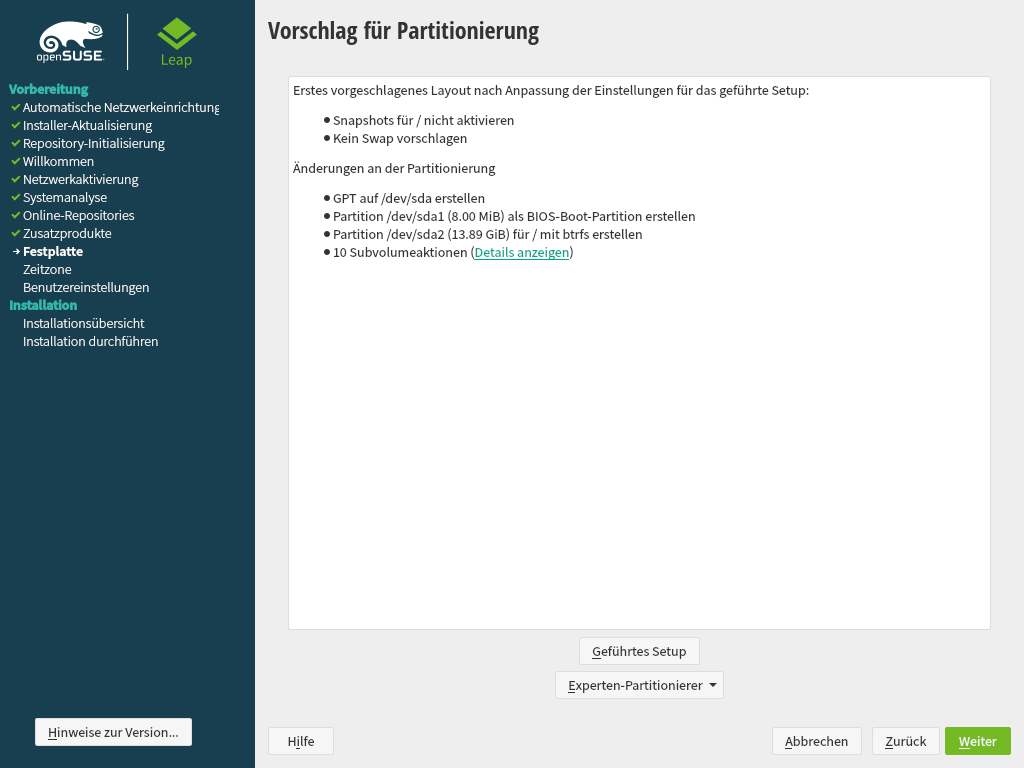 openSUSE
Leap
Vorbereitung
Automatische Netzwerkeinrichtung
Installer-Aktualisierung
Repository-Initialisierung
Willkommen
Netzwerkaktivierung
Systemanalyse
Online-Repositories
Zusatzprodukte
Festplatte
Zeitzone
Benutzereinstellungen
Installation
Installationsübersicht
Installation durchführen
Hinweise zur Version...
Vorschlag für Partitionierung
Erstes vorgeschlagenes Layout nach Anpassung der Einstellungen für das geführte Setup:
Snapshots für / nicht aktivieren
Kein Swap vorschlagen
Änderungen an der Partitionierung
GPT auf /dev/sda erstellen
Partition /dev/sda1 (8.00 MiB) als BIOS-Boot-Partition erstellen
Partition /dev/sda2 (13.89 GiB) für / mit btrfs erstellen
10 Subvolumeaktionen (Details anzeigen)
Geführtes Setup
Experten-Partitionierer
Hilfe
Abbrechen
Zurück
Weiter